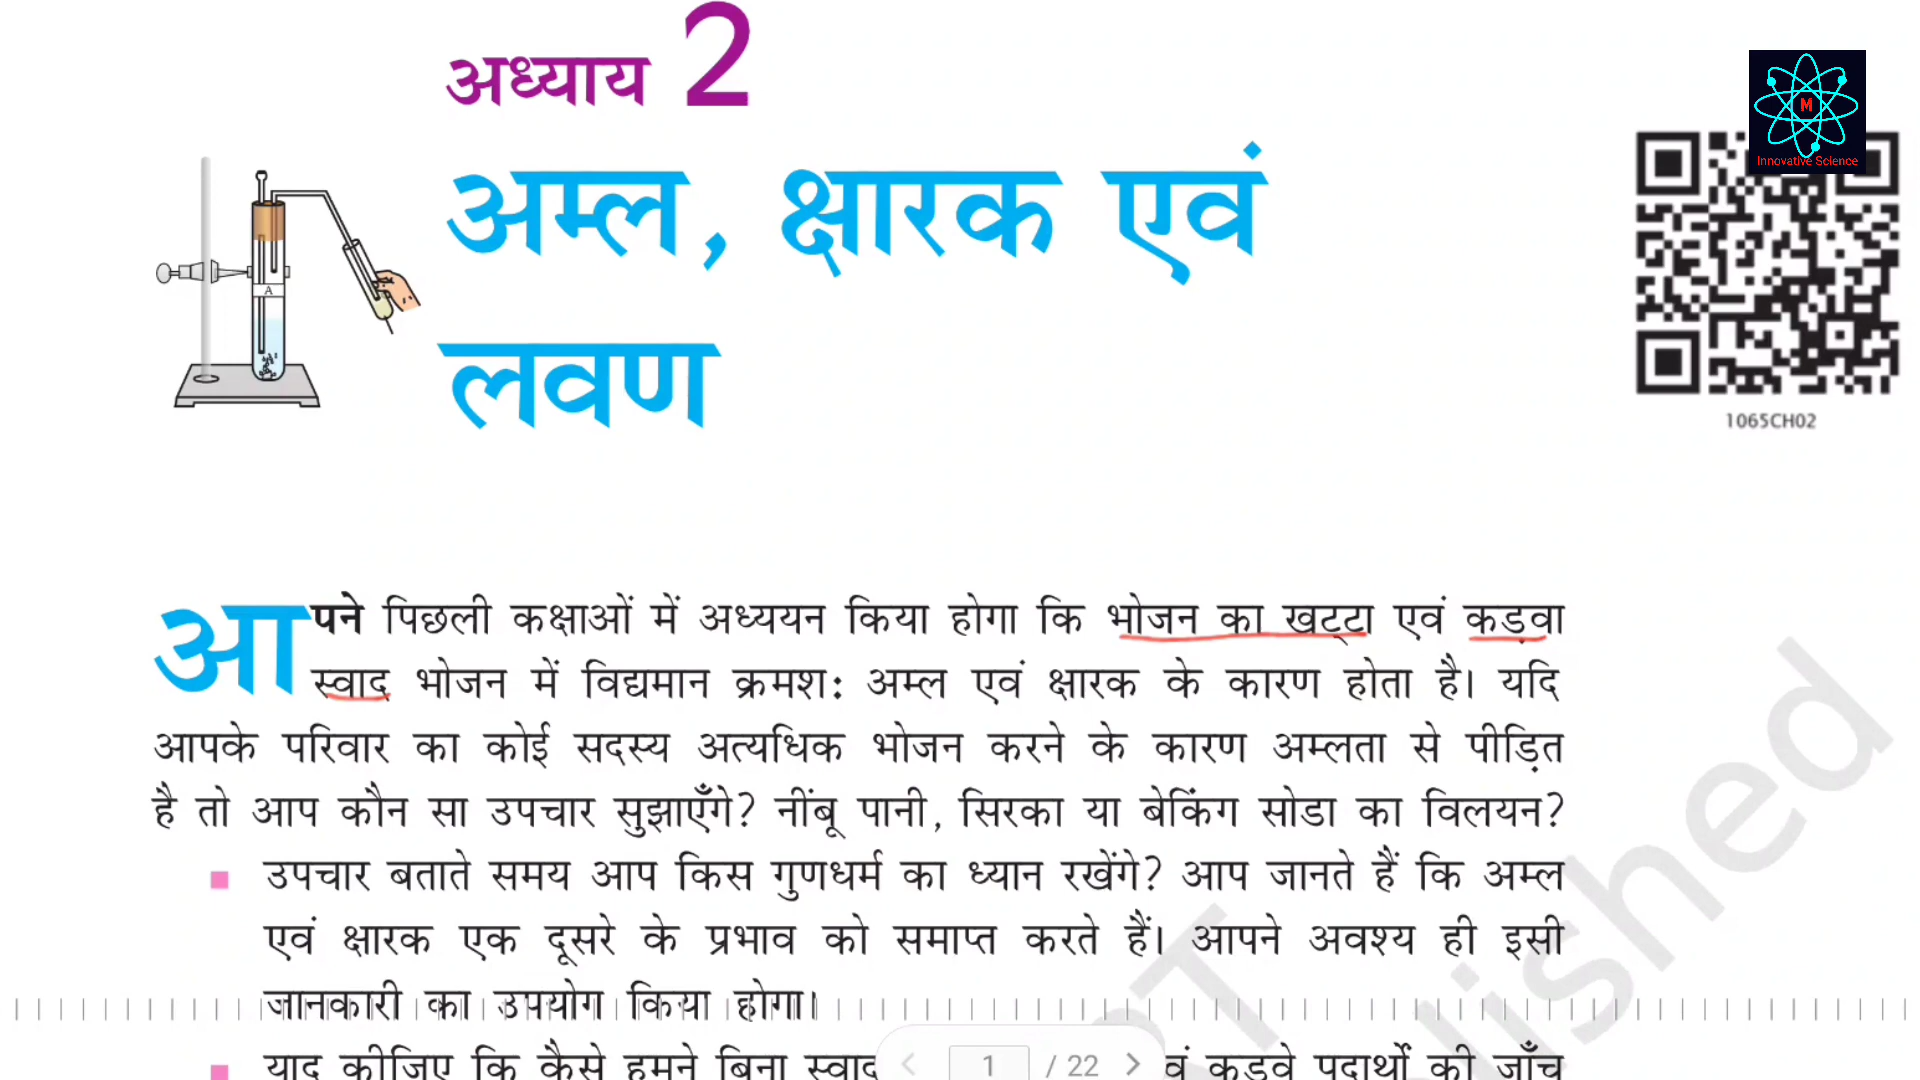 अध्याय 2
M
Innovative Science
अम्ल, क्षारक एवं
लवण
A
1065CH02
आपने पिछली कक्षाओं में अध्ययन किया होगा कि भोजन का खट्टा एवं कड़वा
स्वाद भोजन में विद्यमान क्रमशः अम्ल एवं क्षारक के कारण होता है। यदि
आपके परिवार का कोई सदस्य अत्यधिक भोजन करने के कारण अम्लता से पीड़ित
है तो आप कौन सा उपचार सुझाएँगे? नींबू पानी, सिरका या बेकिंग सोडा का विलयन?
उपचार बताते समय आप किस गुणधर्म का ध्यान रखेंगे? आप जानते हैं कि अम्ल
एवं क्षारक एक दूसरे के प्रभाव को समाप्त करते हैं। आपने अवश्य ही इसी
जानकारी का उपयोग किया होगा।
याद कीजिए कि कैसे हमने बिना स्वाद वं कड़वे पदार्थों की जाँच
1 / 22